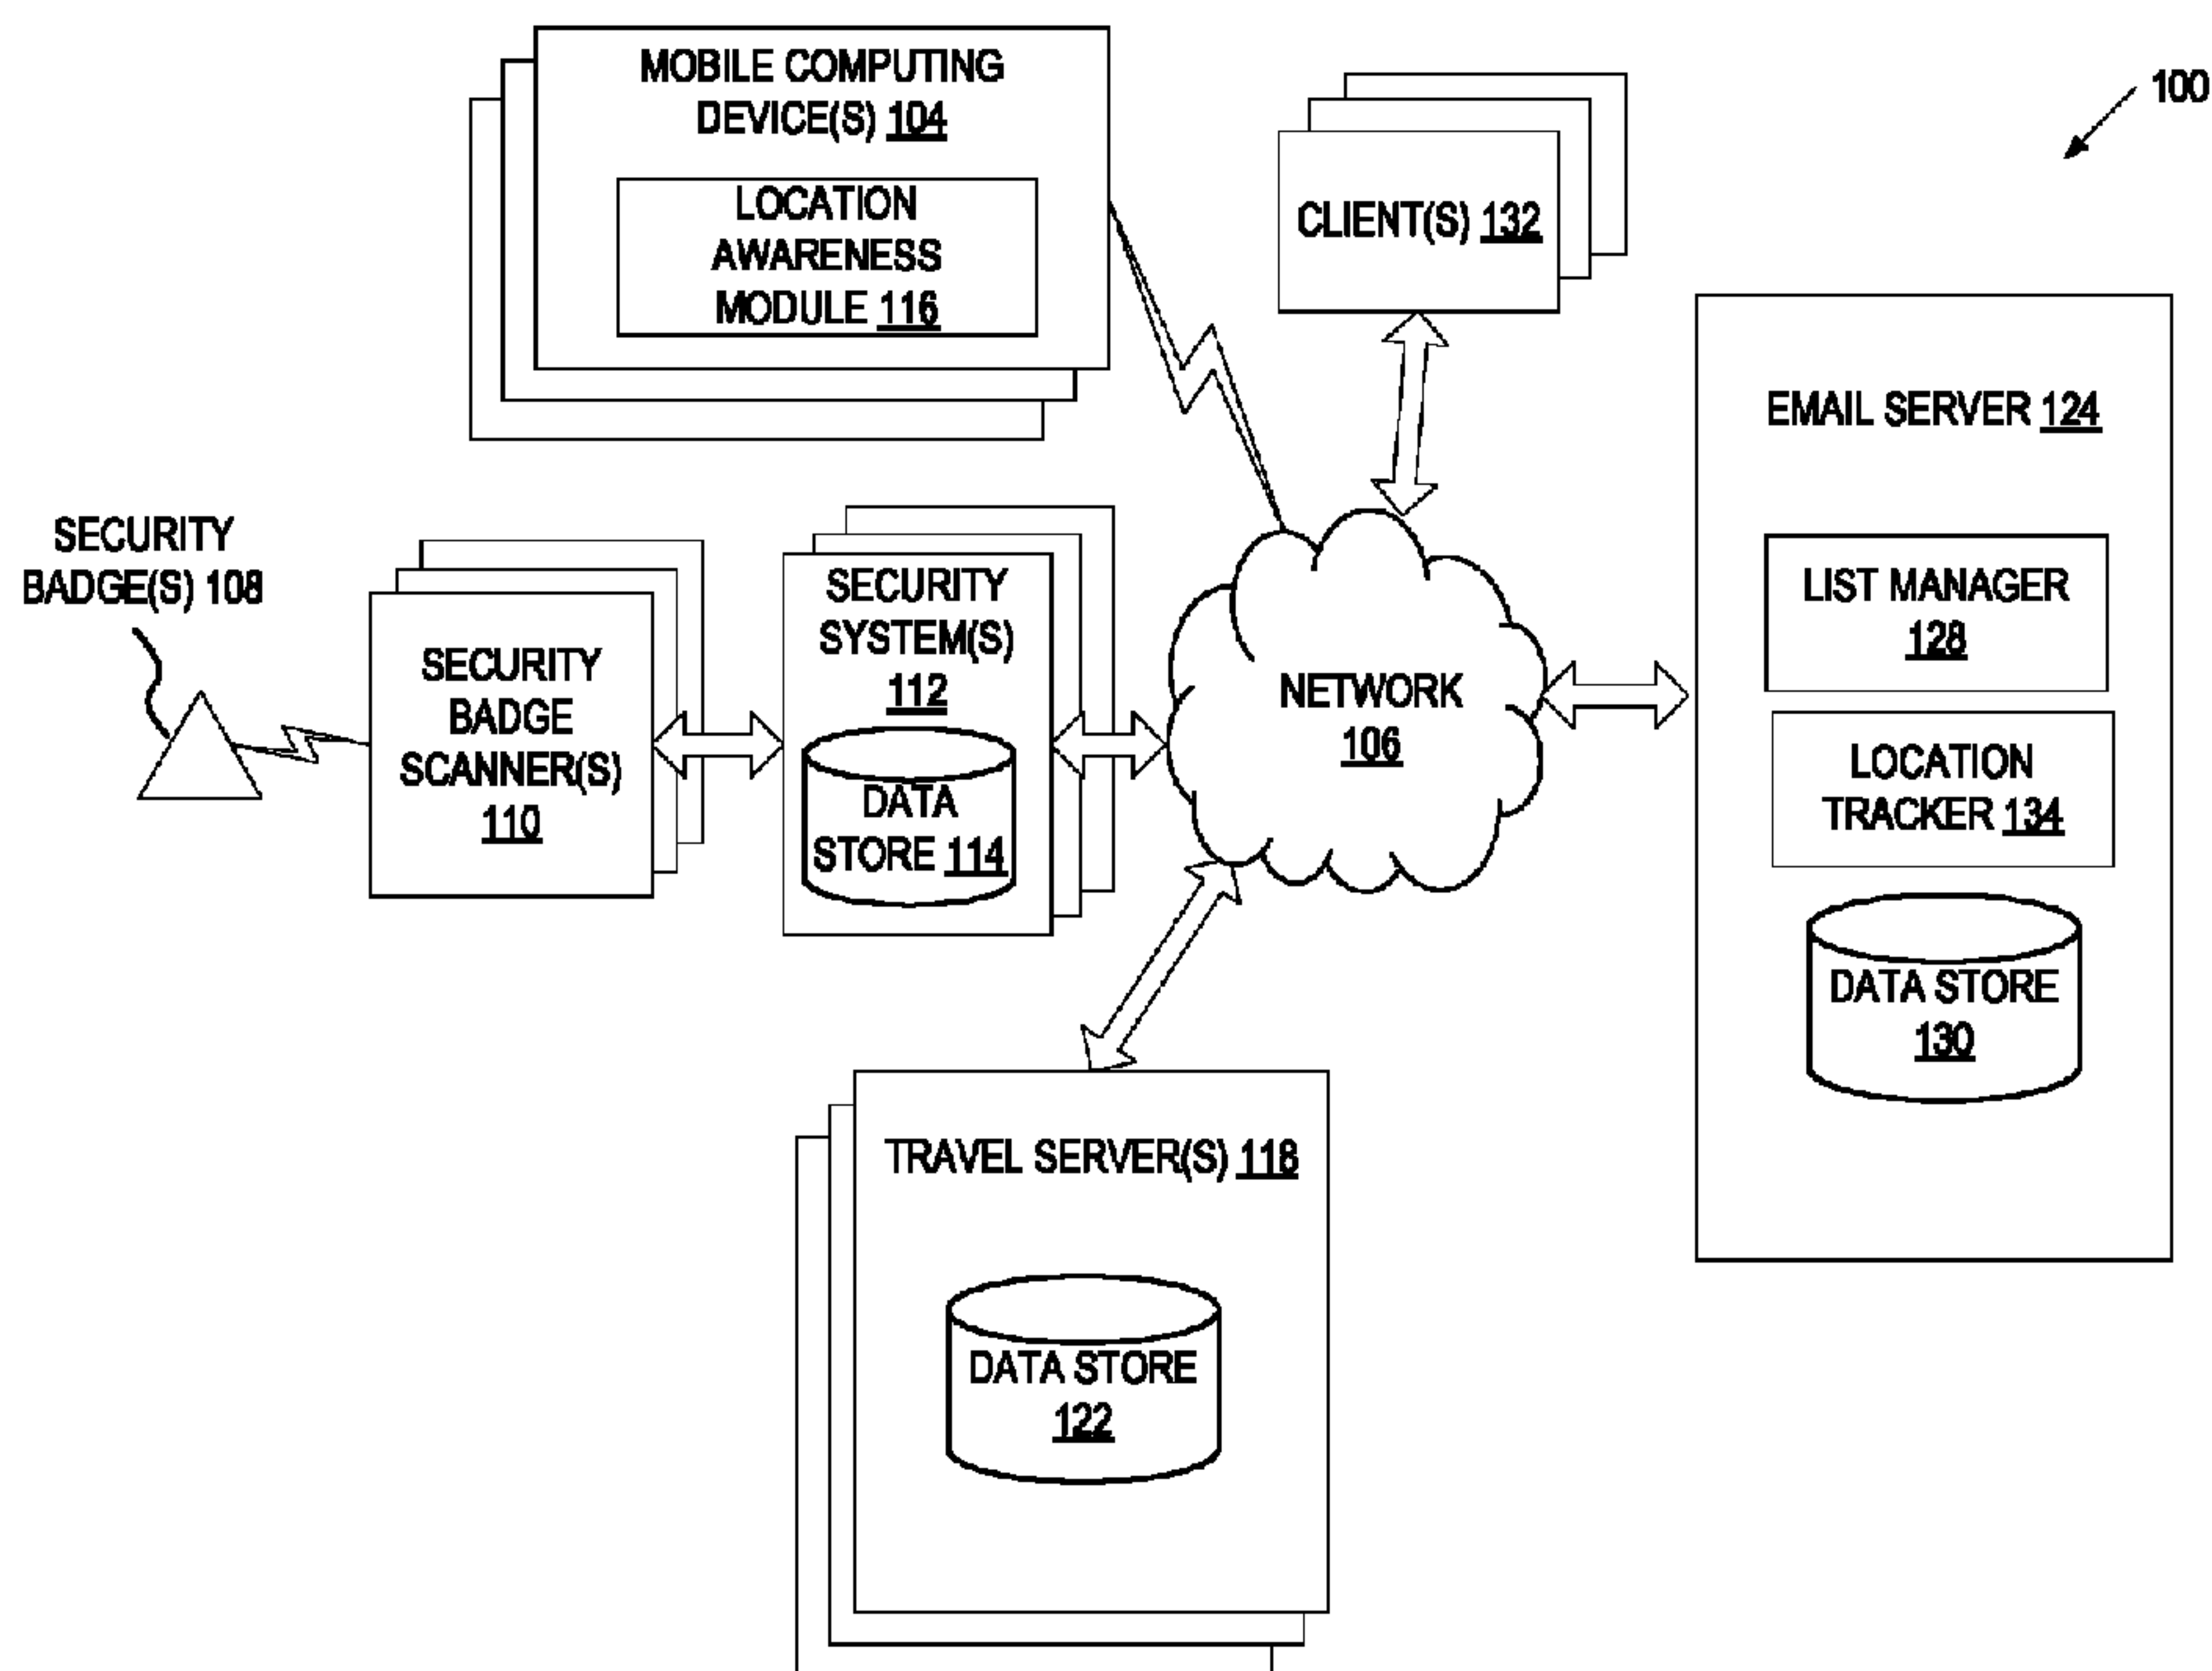 MOBILE COMPUTING
DEVICE(S) 104
LOCATION
AWARENESS
MODULE 116
CLIENT(S) 132
100
EMAIL SERVER 124
LIST MANAGER
128
LOCATION
TRACKER 134
DATA STORE
130
SECURITY
BADGE(S) 108
SECURITY
BADGE
SCANNER(S)
110
SECURITY
SYSTEM(S)
112
DATA
STORE 114
NETWORK
106
TRAVEL SERVER(S) 118
DATA STORE
122